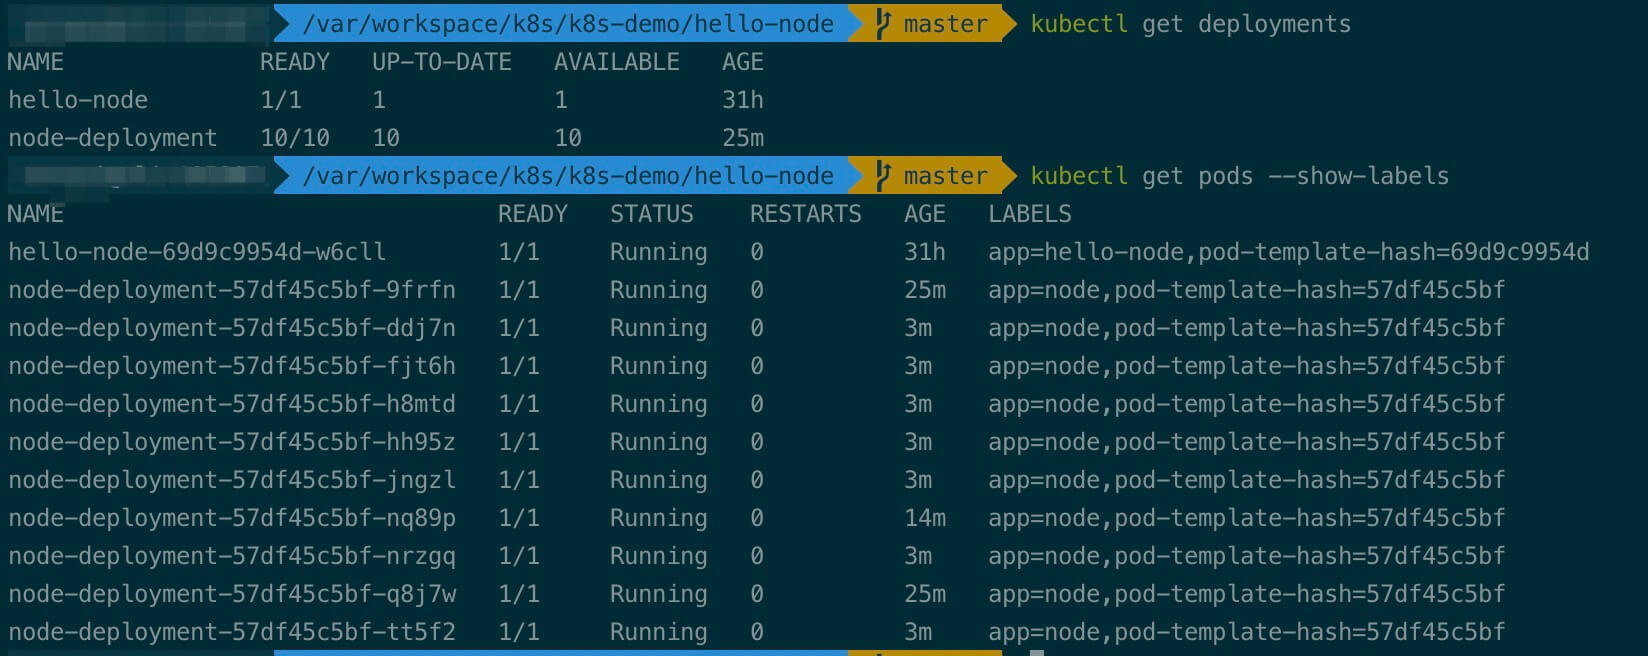 /var/workspace/k8s/k8s-demo/hello-node master kubectl get deployments
NAME READY UP-TO-DATE AVAILABLE AGE
hello-node 1/1 1 1 31h
node-deployment 10/10 10 10 25m
/var/workspace/k8s/k8s-demo/hello-node master kubectl get pods --show-labels
NAME READY STATUS RESTARTS AGE LABELS
hello-node-69d9c9954d-w6cll 1/1 Running 0 31h app=hello-node,pod-template-hash=69d9c9954d
node-deployment-57df45c5bf-9frfn 1/1 Running 0 25m app=node,pod-template-hash=57df45c5bf
node-deployment-57df45c5bf-ddj7n 1/1 Running 0 3m app=node,pod-template-hash=57df45c5bf
node-deployment-57df45c5bf-fjt6h 1/1 Running 0 3m app=node,pod-template-hash=57df45c5bf
node-deployment-57df45c5bf-h8mtd 1/1 Running 0 3m app=node,pod-template-hash=57df45c5bf
node-deployment-57df45c5bf-hh95z 1/1 Running 0 3m app=node,pod-template-hash=57df45c5bf
node-deployment-57df45c5bf-jngzl 1/1 Running 0 3m app=node,pod-template-hash=57df45c5bf
node-deployment-57df45c5bf-nq89p 1/1 Running 0 14m app=node,pod-template-hash=57df45c5bf
node-deployment-57df45c5bf-nrzgq 1/1 Running 0 3m app=node,pod-template-hash=57df45c5bf
node-deployment-57df45c5bf-q8j7w 1/1 Running 0 25m app=node,pod-template-hash=57df45c5bf
node-deployment-57df45c5bf-tt5f2 1/1 Running 0 3m app=node,pod-template-hash=57df45c5bf